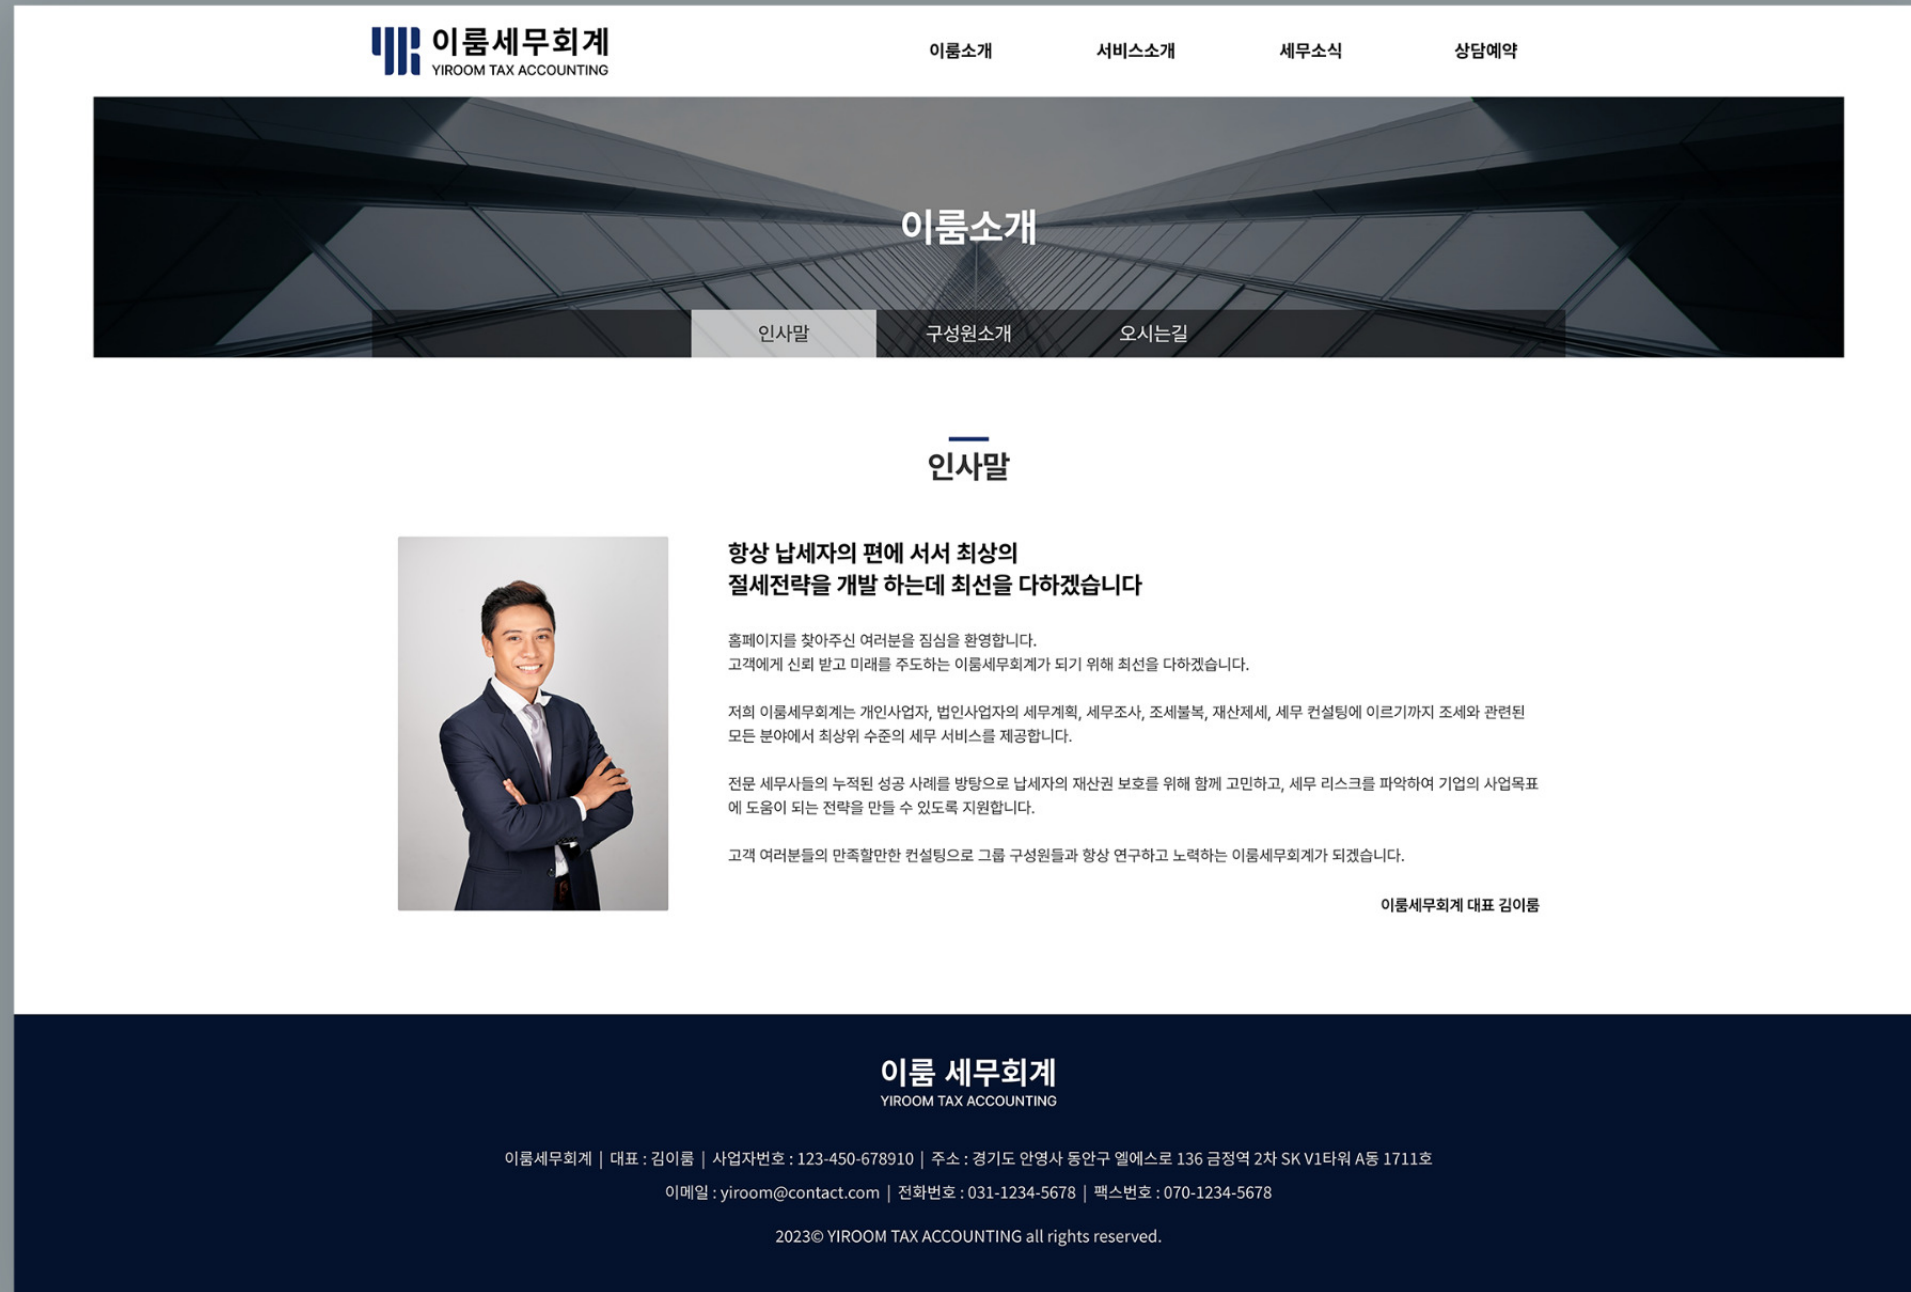 이룸세무회계
YIROOM TAX ACCOUNTING
이룸소개 서비스소개 세무소식 상담예약
이룸소개
인사말 구성원소개 오시는길
인사말
항상 납세자의 편에 서서 최상의
절세전략을 개발 하는데 최선을 다하겠습니다
홈페이지를 찾아주신 여러분을 짐심을 환영합니다.
고객에게 신뢰 받고 미래를 주도하는 이룸세무회계가 되기 위해 최선을 다하겠습니다.
저희 이룸세무회계는 개인사업자, 법인사업자의 세무계획, 세무조사, 조세불복, 재산제세, 세무 컨설팅에 이르기까지 조세와 관련된
모든 분야에서 최상위 수준의 세무 서비스를 제공합니다.
전문 세무사들의 누적된 성공 사례를 방탕으로 납세자의 재산권 보호를 위해 함께 고민하고, 세무 리스크를 파악하여 기업의 사업목표
에 도움이 되는 전략을 만들 수 있도록 지원합니다.
고객 여러분들의 만족할만한 컨설팅으로 그룹 구성원들과 항상 연구하고 노력하는 이룸세무회계가 되겠습니다.
이룸세무회계 대표 김이룸
이룸 세무회계
YIROOM TAX ACCOUNTING
이룸세무회계 | 대표 : 김이룸 | 사업자번호 : 123-450-678910 | 주소 : 경기도 안영사 동안구 엘에스로 136 금정역 2차 SK V1타워 A동 1711호
이메일 : yiroom@contact.com | 전화번호 : 031-1234-5678 | 팩스번호 : 070-1234-5678
2023© YIROOM TAX ACCOUNTING all rights reserved.